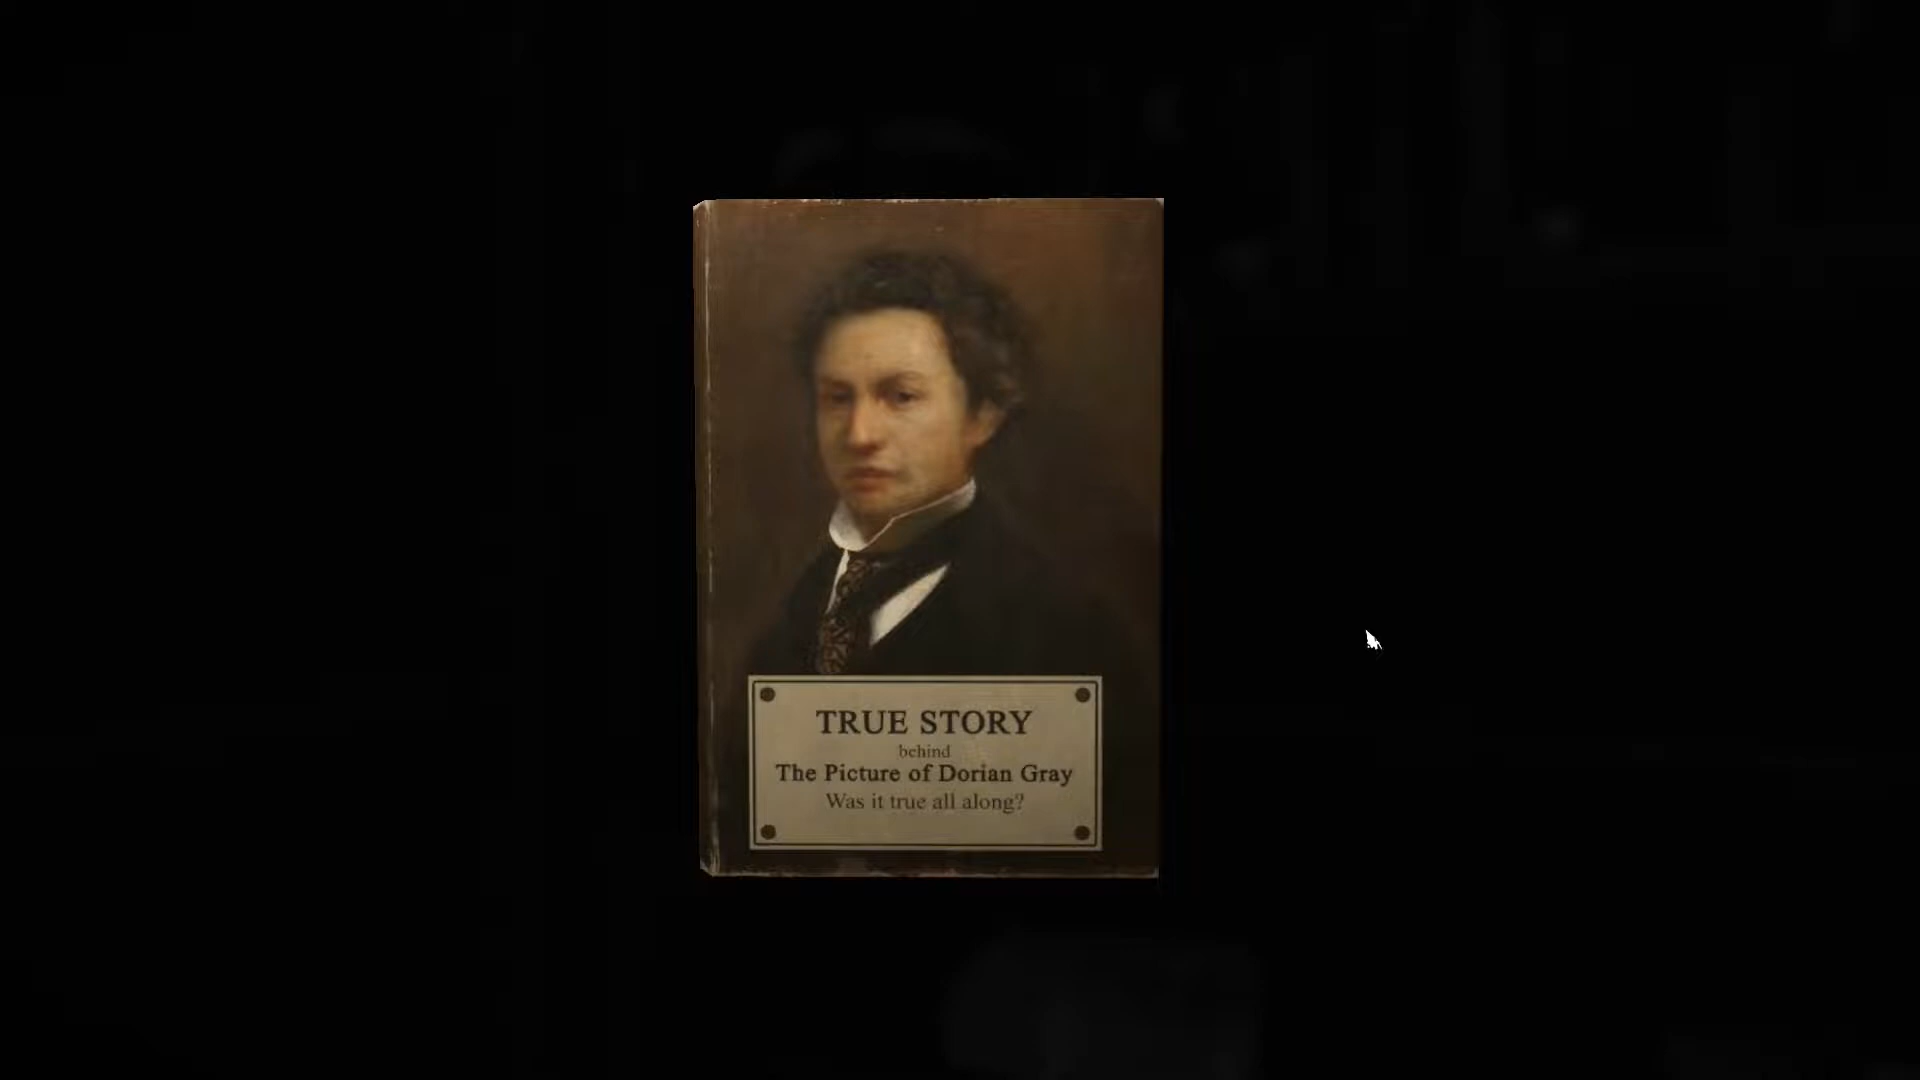 TRUE STORY
behind
The Picture of Dorian Gray
Was it true all along?